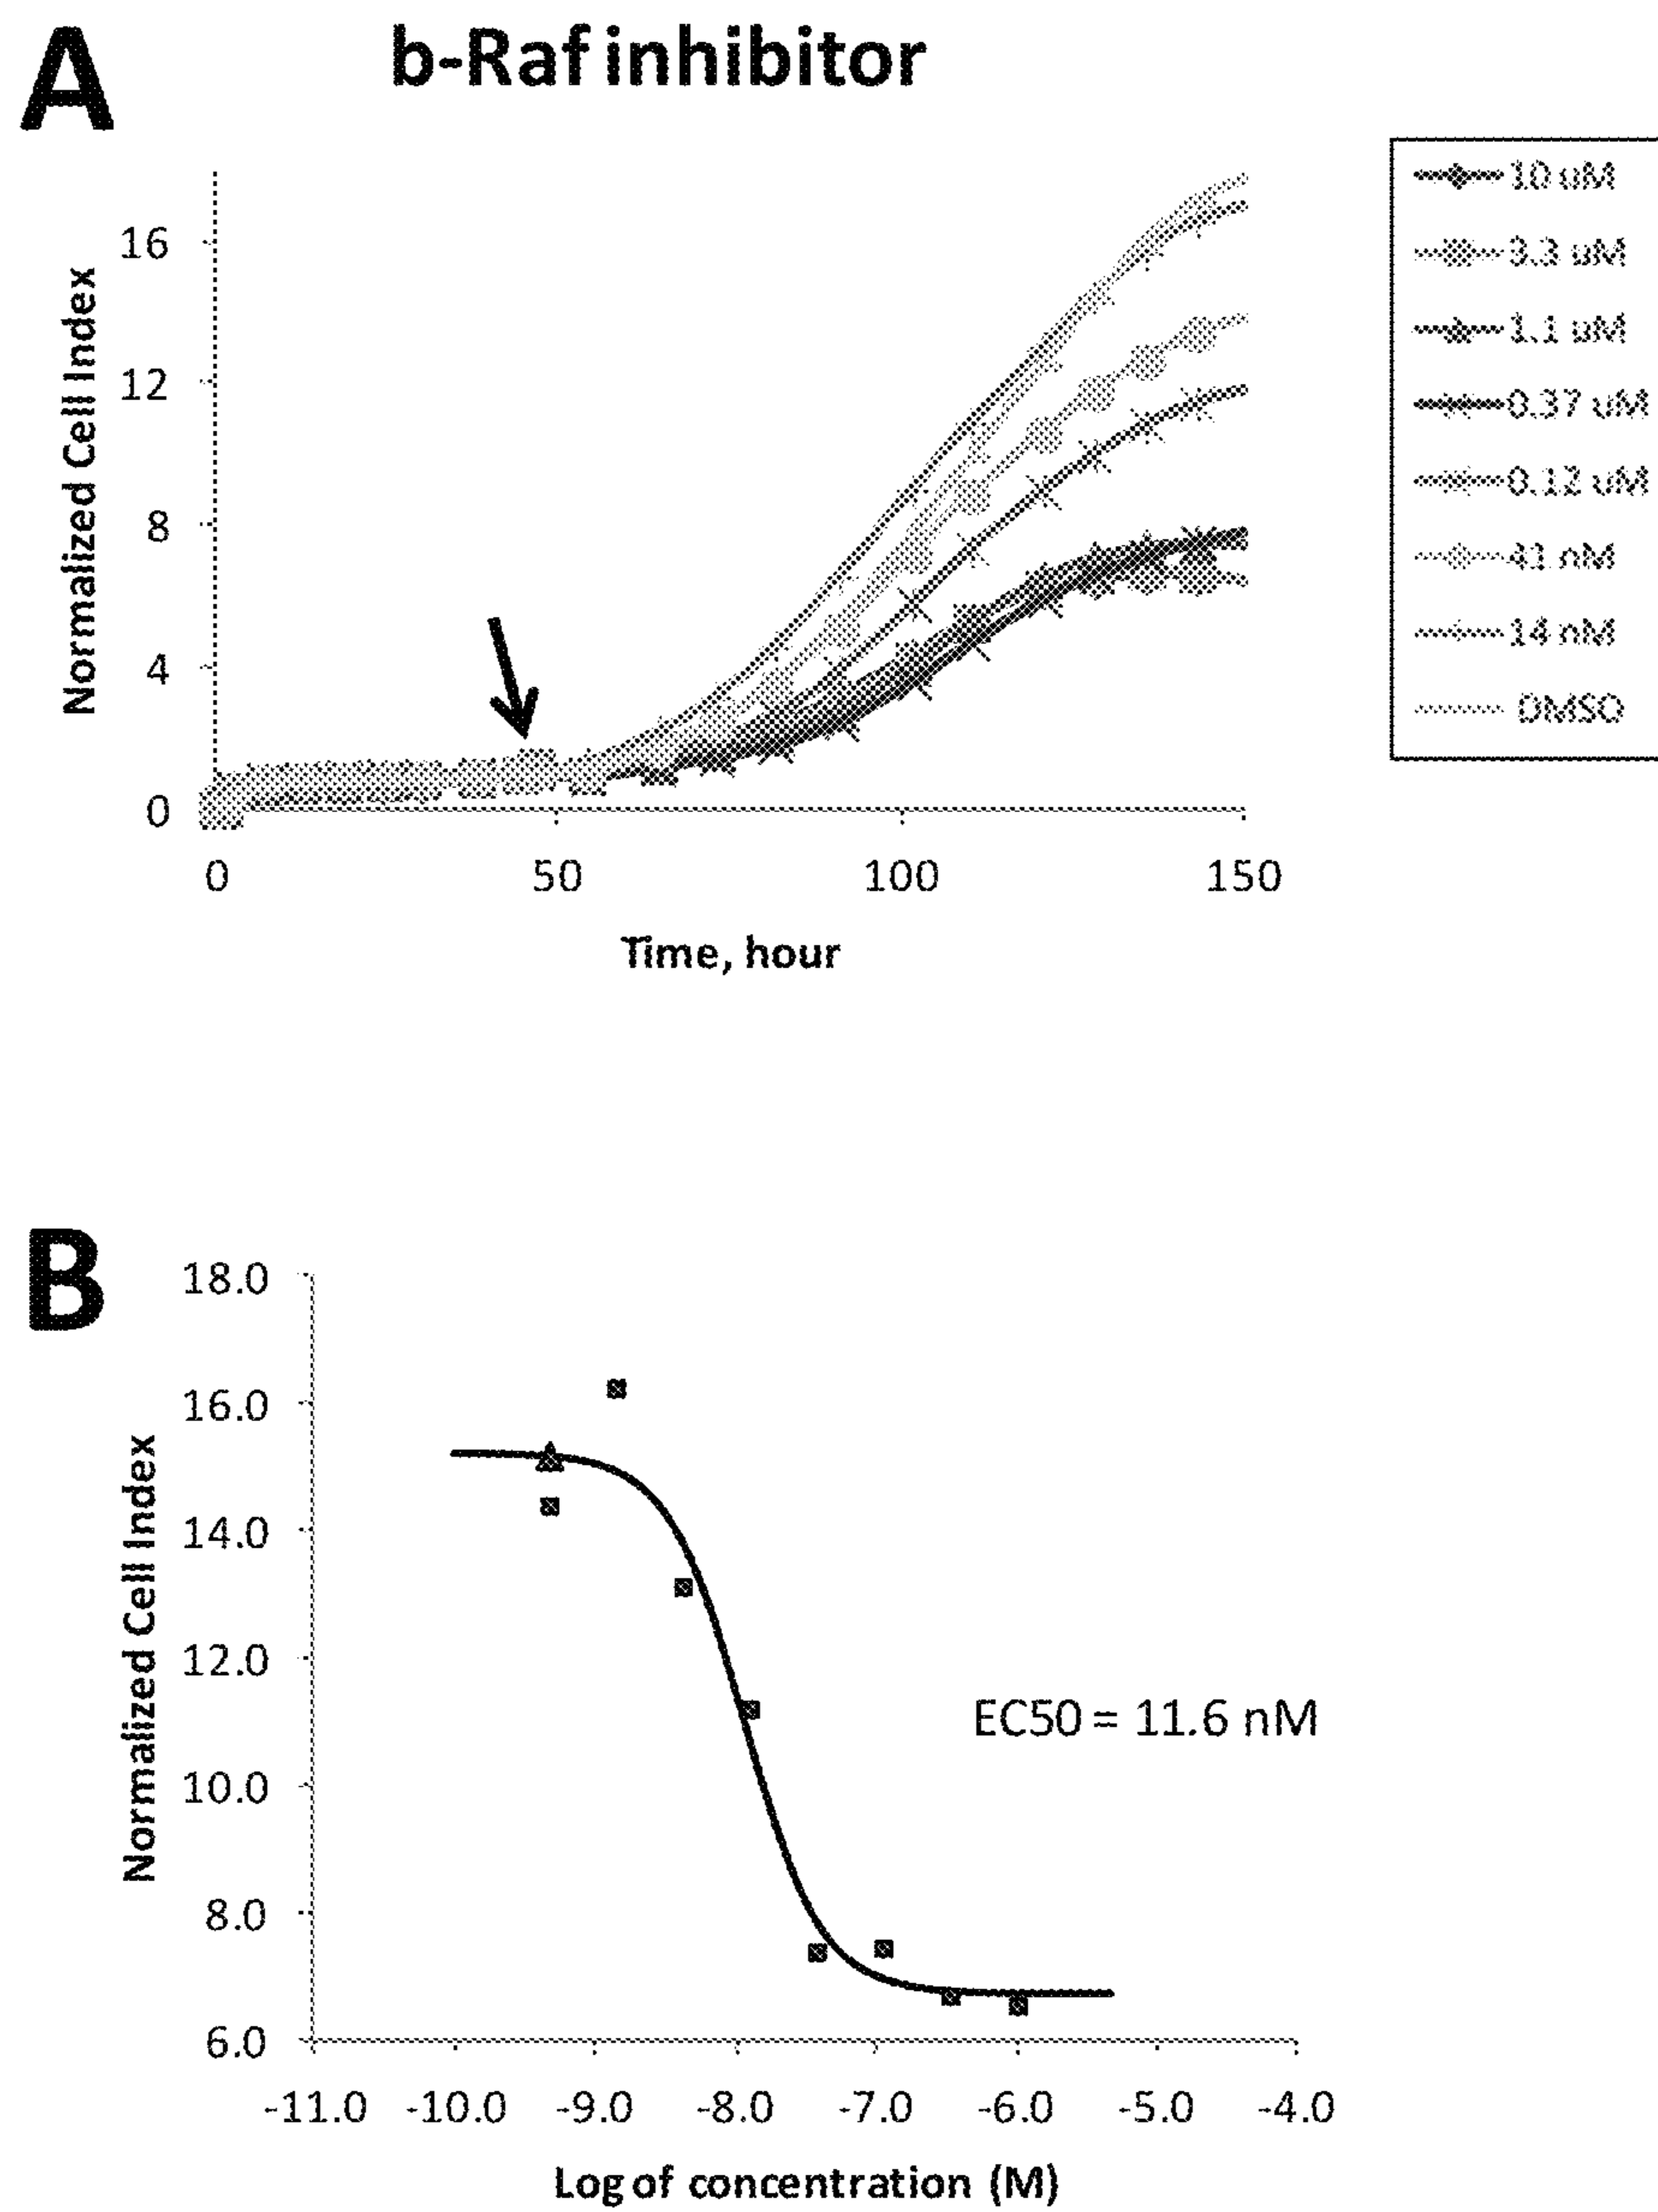 A
b-Raf inhibitor
Normalized Cell Index
16
12
8
4
0
0 50 100 150
Time, hour
10 uM
3.3 uM
1.1 uM
0.37 uM
0.12 uM
41 nM
14 nM
DMSO
B
Normalized Cell Index
18.0
16.0
14.0
12.0
10.0
8.0
6.0
EC50 = 11.6 nM
-11.0 -10.0 -9.0 -8.0 -7.0 -6.0 -5.0 -4.0
Log of concentration (M)